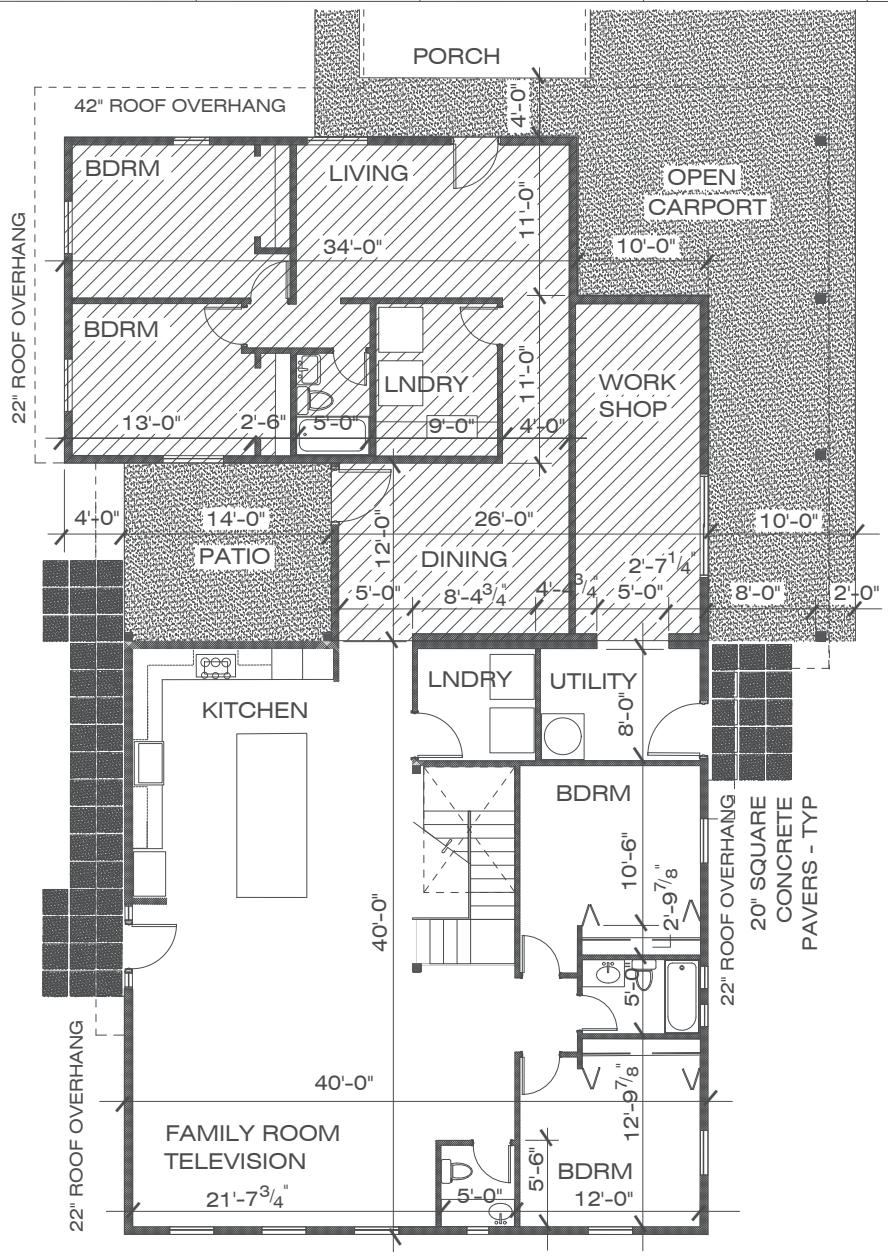 PORCH
42" ROOF OVERHANG
4'-0"
BDRM
LIVING
OPEN
CARPORT
11'-0"
22" ROOF OVERHANG
34'-0"
10'-0"
BDRM
LNDRY
11'-0"
WORK
SHOP
13'-0"
2'-6"
5'-0"
9'-0"
4'-0"
4'-0"
14'-0"
26'-0"
10'-0"
PATIO
12'-0"
DINING
2'-7 1/4"
5'-0"
8'-4 3/4"
4'-4 3/4"
5'-0"
8'-0"
2'-0"
LNDRY
UTILITY
8'-0"
KITCHEN
BDRM
22" ROOF OVERHANG
20" SQUARE
CONCRETE
PAVERS - TYP
10'-6"
2'-9 7/8"
40'-0"
5'-0"
22" ROOF OVERHANG
40'-0"
12'-9 7/8"
FAMILY ROOM
TELEVISION
5'-6"
BDRM
21'-7 3/4"
5'-0"
12'-0"